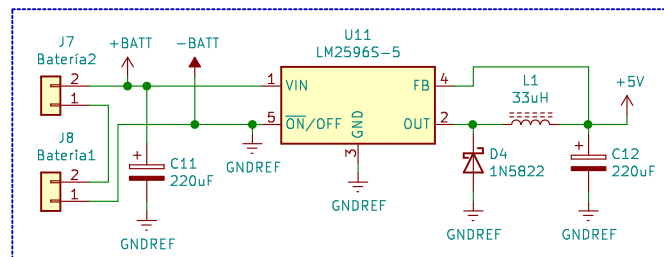 U11
LM2596S-5
J7
Batería2
+BATT
-BATT
2
1
1
VIN
FB
4
L1
33uH
+5V
5
ON/OFF
GND
OUT
2
3
J8
Batería1
2
1
+
C11
220uF
GNDREF
GNDREF
GNDREF
D4
1N5822
+
C12
220uF
GNDREF
GNDREF